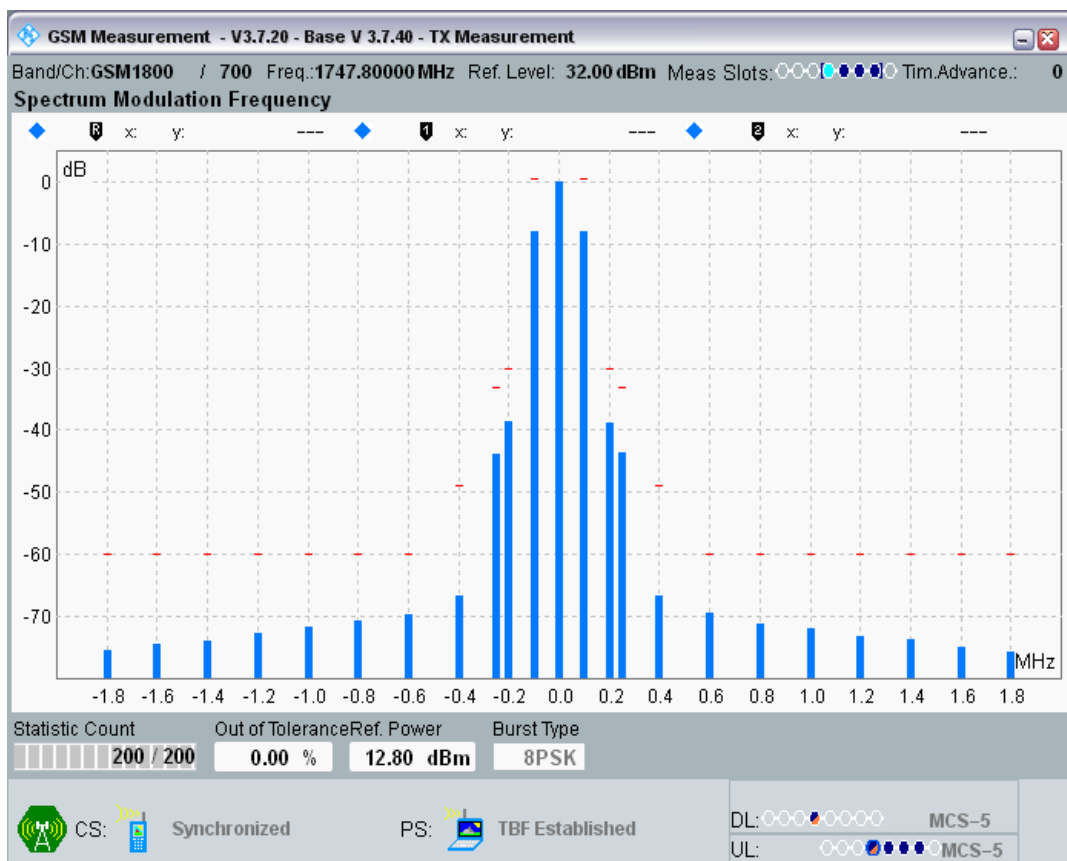 GSM Measurement - V3.7.20 - Base V 3.7.40 - TX Measurement
Band/Ch:GSM1800 / 700 Freq.:1747.80000 MHz Ref. Level: 32.00 dBm Meas Slots: Tim.Advance.: 0
Spectrum Modulation Frequency
R x: y: --- 1 x: y: --- 2 x: y: ---
dB
0
-10
-20
-30
-40
-50
-60
-70
MHz
-1.8 -1.6 -1.4 -1.2 -1.0 -0.8 -0.6 -0.4 -0.2 0.0 0.2 0.4 0.6 0.8 1.0 1.2 1.4 1.6 1.8
Statistic Count Out of Tolerance Ref. Power Burst Type
200 / 200 0.00 % 12.80 dBm 8PSK
CS: Synchronized PS: TBF Established DL: MCS-5
UL: MCS-5